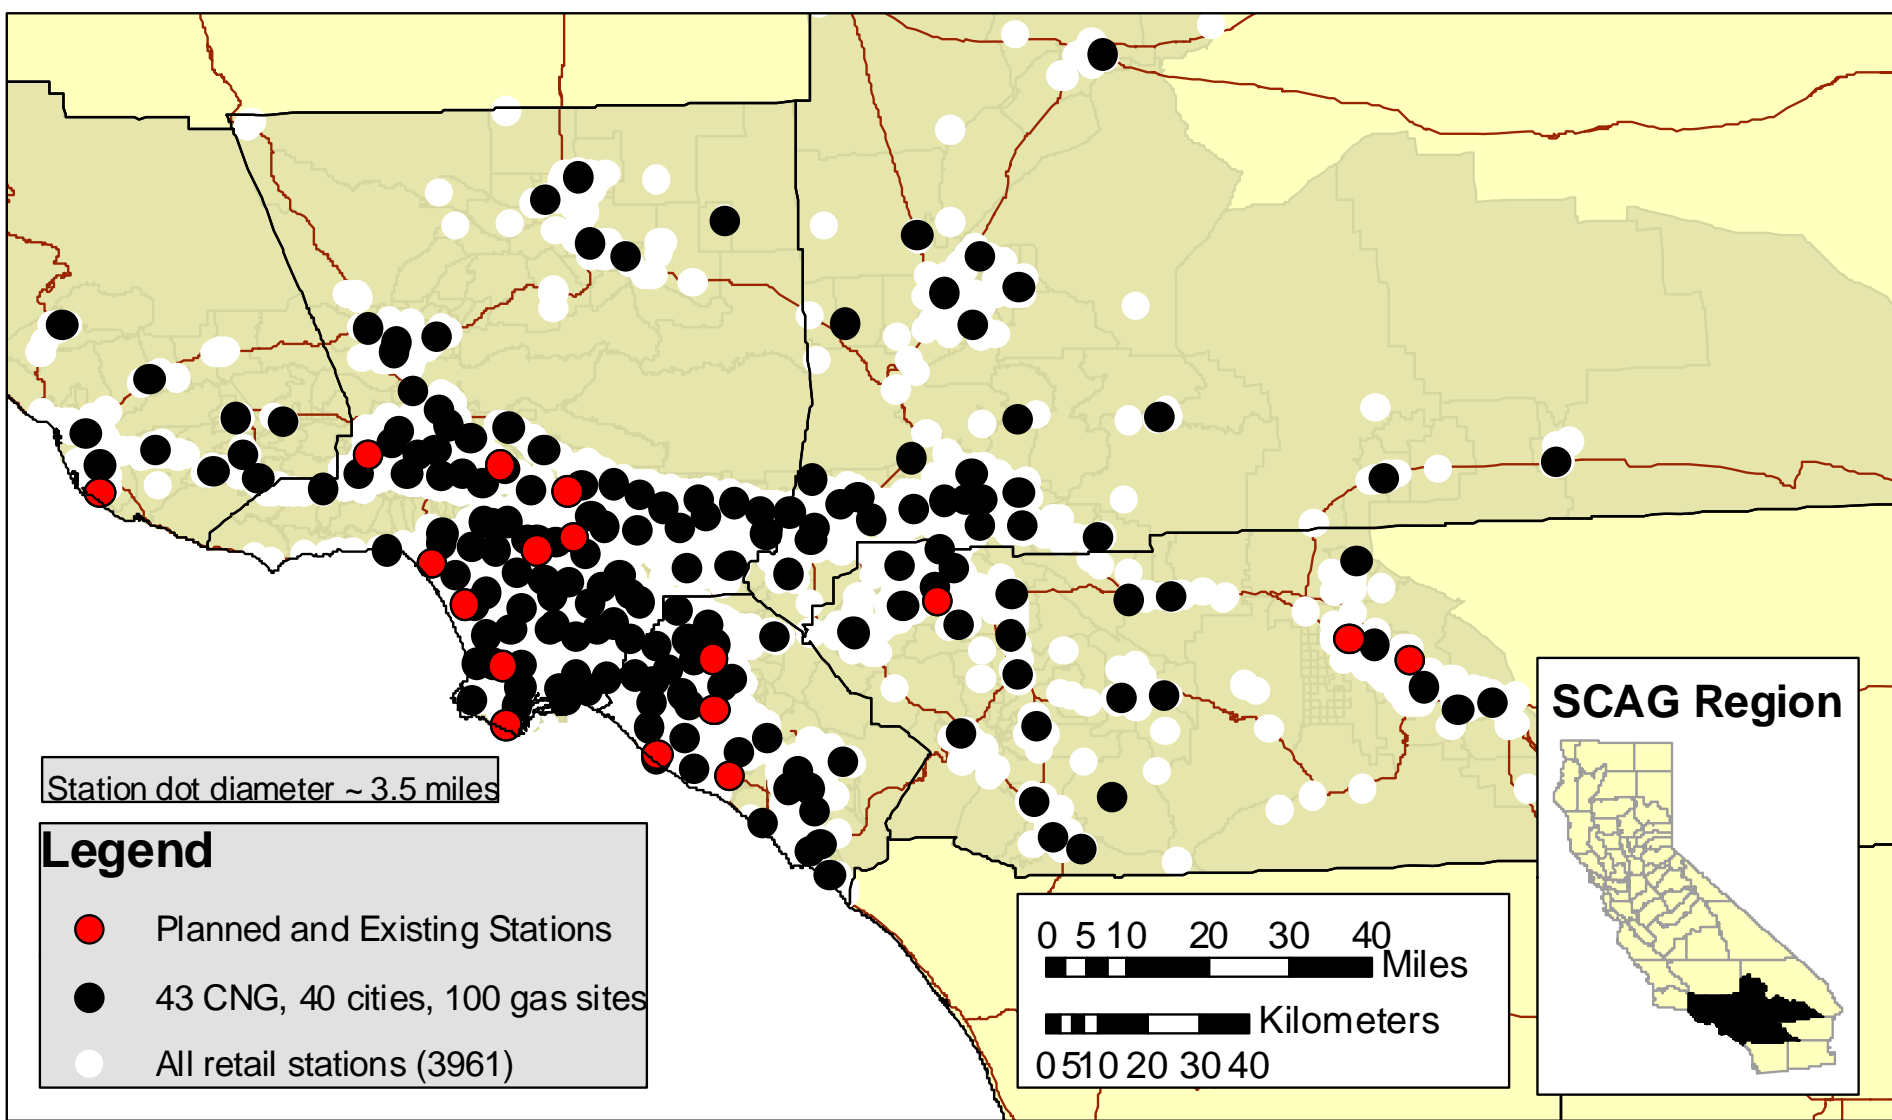 SCAG Region
Station dot diameter ~ 3.5 miles
Legend
Planned and Existing Stations
43 CNG, 40 cities, 100 gas sites
All retail stations (3961)
0 5 10 20 30 40
Miles
Kilometers
0 5 10 20 30 40